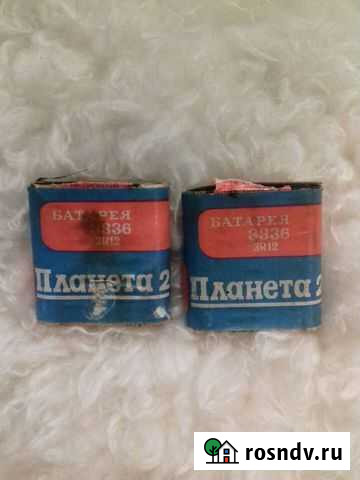 БАТАРЕЯ
3336
3R12
Планета 2
БАТАРЕЯ
3336
3R12
Планета 2
rosndv.ru